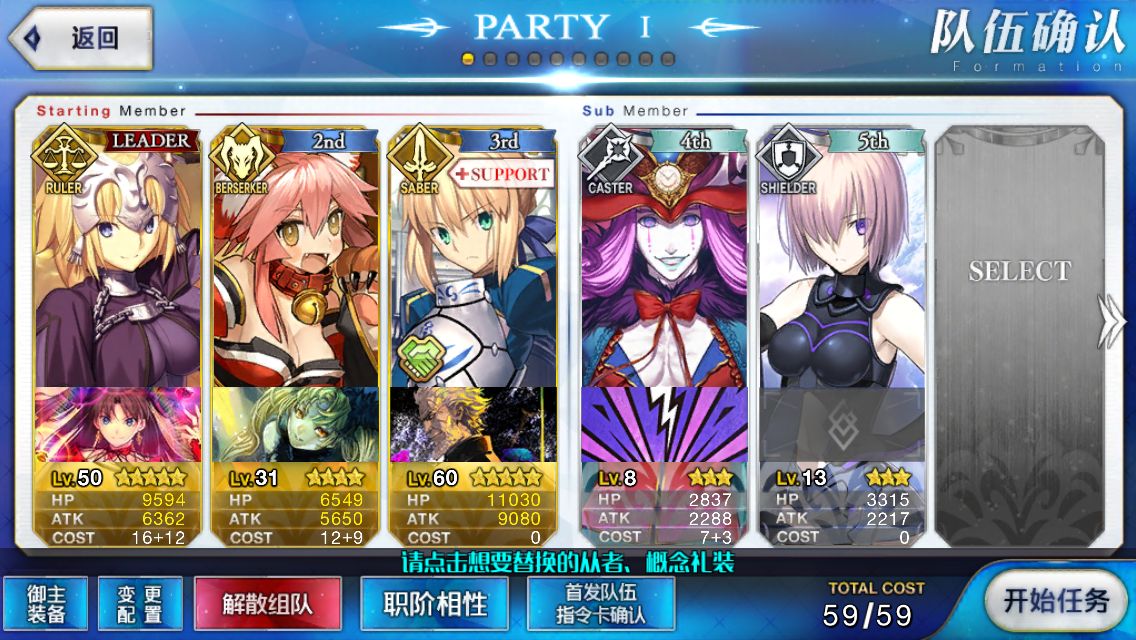 返回
PARTY I
队伍确认
Formation
Starting Member
Sub Member
LEADER
RULER
2nd
BERSERKER
3rd
SABER
+SUPPORT
4th
CASTER
5th
SHIELDER
SELECT
Lv.50
HP 9594
ATK 6362
COST 16+12
Lv.31
HP 6549
ATK 5650
COST 12+9
Lv.60
HP 11030
ATK 9080
COST 0
Lv.8
HP 2837
ATK 2288
COST 7+3
Lv.13
HP 3315
ATK 2217
COST 0
请点击想要替换的从者、概念礼装
御主
装备
变更
配置
解散组队
职阶相性
首发队伍
指令卡确认
TOTAL COST
59/59
开始任务